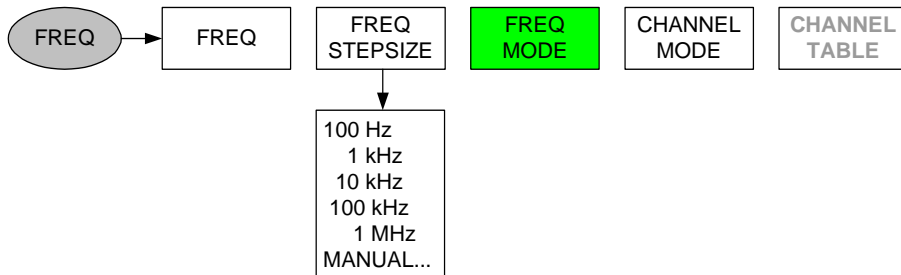 FREQ
FREQ
FREQ
STEPSIZE
FREQ
MODE
CHANNEL
MODE
CHANNEL
TABLE
100 Hz
1 kHz
10 kHz
100 kHz
1 MHz
MANUAL...